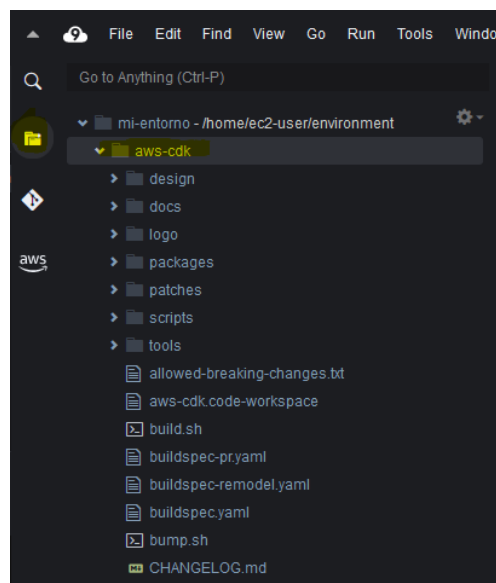 9 File Edit Find View Go Run Tools Windo
Go to Anything (Ctrl-P)
mi-entorno - /home/ec2-user/environment
aws-cdk
design
docs
logo
aws
packages
patches
scripts
tools
allowed-breaking-changes.txt
aws-cdk.code-workspace
build.sh
buildspec-pr.yaml
buildspec-remodel.yaml
buildspec.yaml
bump.sh
CHANGELOG.md